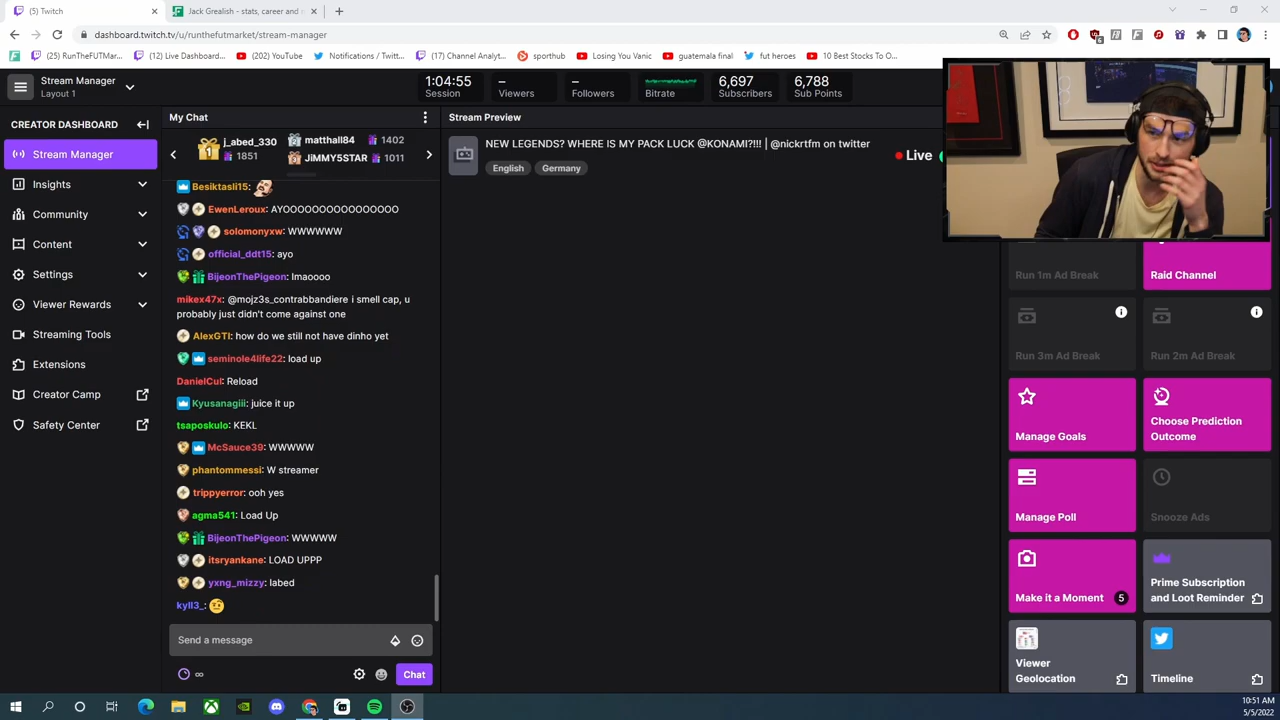 (5) Twitch
Jack Grealish - stats, career and
dashboard.twitch.tv/u/runthefutmarket/stream-manager
(25) RunTheFUTMar...
(12) Live Dashboard...
(202) YouTube
Notifications / Twitt...
(17) Channel Analyt...
sporthub
Losing You Vanic
guatemala final
fut heroes
10 Best Stocks To O...
Stream Manager
Layout 1
1:04:55
Session
–
Viewers
–
Followers
Bitrate
6,697
Subscribers
6,788
Sub Points
CREATOR DASHBOARD
Stream Manager
Insights
Community
Content
Settings
Viewer Rewards
Streaming Tools
Extensions
Creator Camp
Safety Center
My Chat
1
j_abed_330
1851
matthall84 1402
JiMMY5STAR 1011
Besiktasli15:
EwenLeroux: AYOOOOOOOOOOOOOOOO
solomonyxw: WWWWWW
official_ddt15: ayo
BijeonThePigeon: lmaoooo
mikex47x: @mojz3s_contrabbandiere i smell cap, u
probably just didn't come against one
AlexGTI: how do we still not have dinho yet
seminole4life22: load up
DanielCul: Reload
Kyusanagiii: juice it up
tsaposkulo: KEKL
McSauce39: WWWWW
phantommessi: W streamer
trippyerror: ooh yes
agma541: Load Up
BijeonThePigeon: WWWWW
itsryankane: LOAD UPPP
yxng_mizzy: labed
kyll3_:
Send a message
∞
Chat
Stream Preview
NEW LEGENDS? WHERE IS MY PACK LUCK @KONAMI?!!! | @nickrtfm on twitter
English
Germany
Live
Run 1m Ad Break
Raid Channel
Run 3m Ad Break
Run 2m Ad Break
Manage Goals
Choose Prediction
Outcome
Manage Poll
Snooze Ads
Make it a Moment
5
Prime Subscription
and Loot Reminder
Viewer
Geolocation
Timeline
10:51 AM
5/5/2022